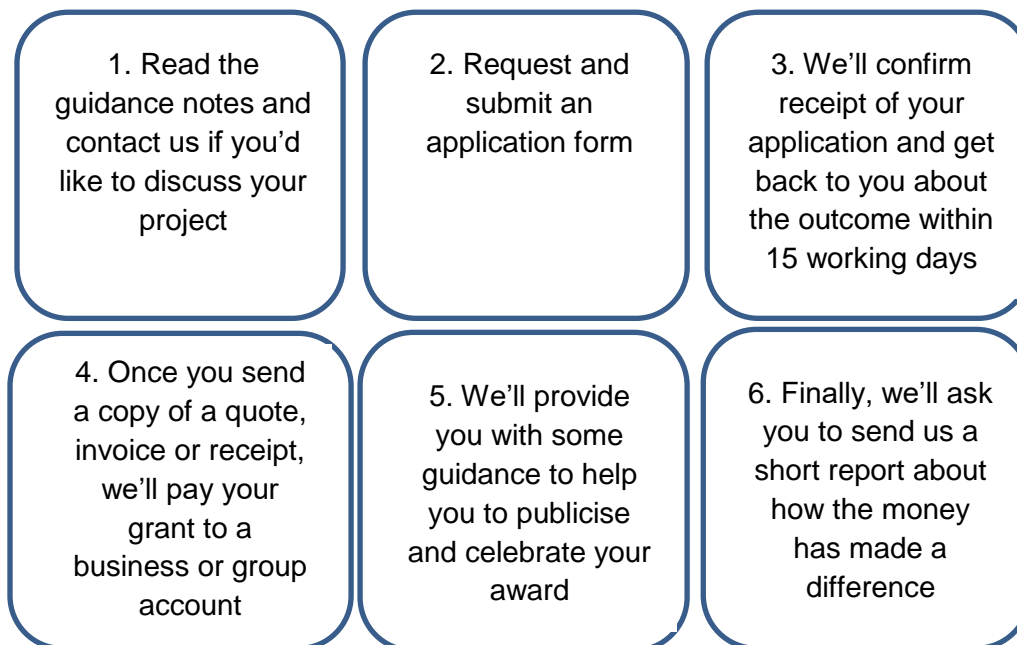 1. Read the
guidance notes and
contact us if you’d
like to discuss your
project
2. Request and
submit an
application form
3. We’ll confirm
receipt of your
application and get
back to you about
the outcome within
15 working days
4. Once you send
a copy of a quote,
invoice or receipt,
we’ll pay your
grant to a
business or group
account
5. We’ll provide
you with some
guidance to help
you to publicise
and celebrate your
award
6. Finally, we’ll ask
you to send us a
short report about
how the money
has made a
difference